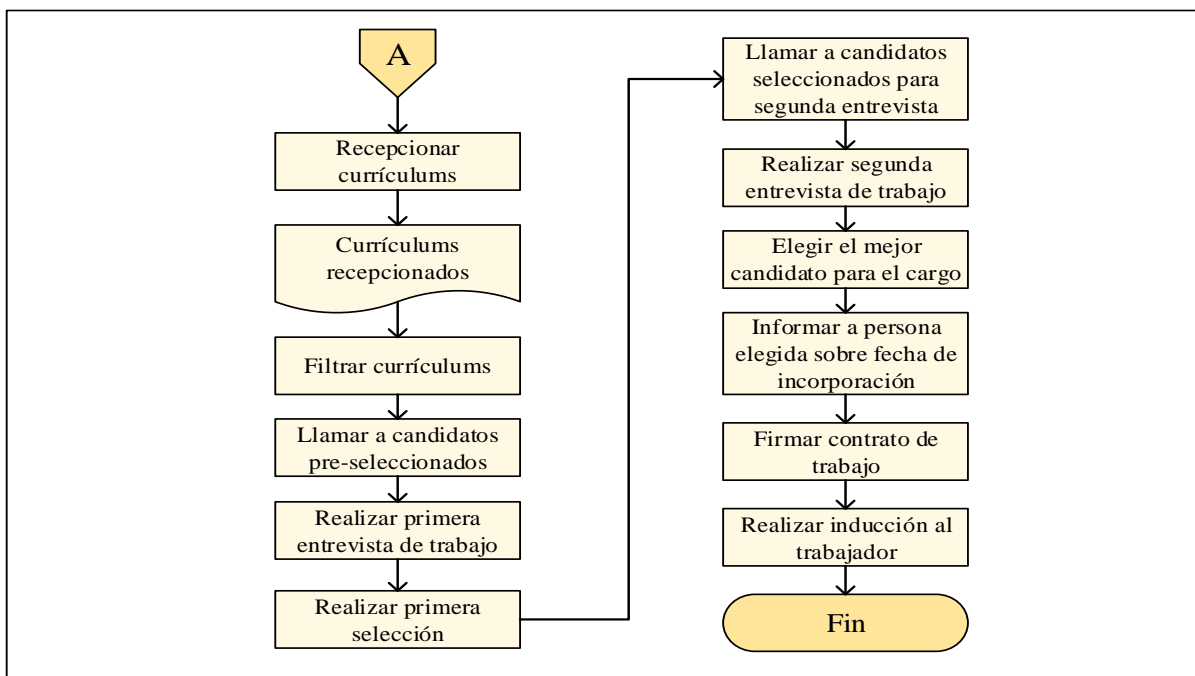 A
Recepcionar
currículums
Currículums
recepcionados
Filtrar currículums
Llamar a candidatos
pre-seleccionados
Realizar primera
entrevista de trabajo
Realizar primera
selección
Llamar a candidatos
seleccionados para
segunda entrevista
Realizar segunda
entrevista de trabajo
Elegir el mejor
candidato para el cargo
Informar a persona
elegida sobre fecha de
incorporación
Firmar contrato de
trabajo
Realizar inducción al
trabajador
Fin